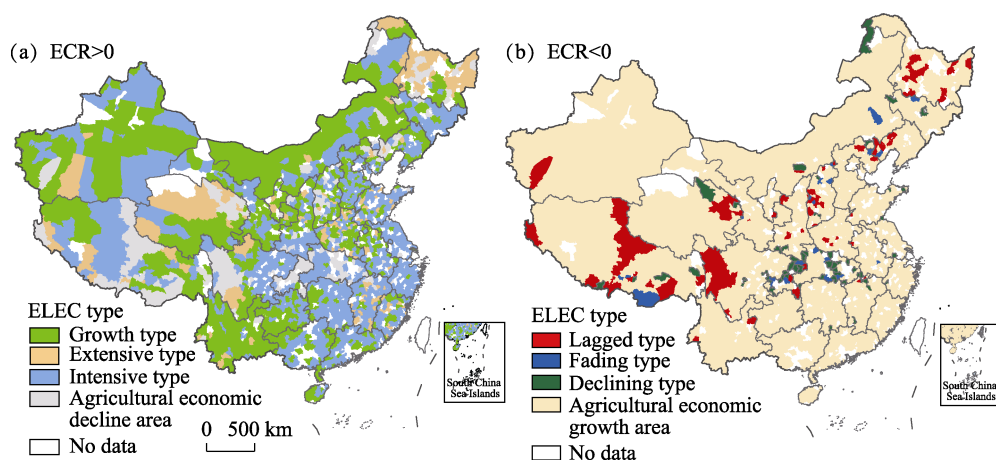 (a) ECR>0
ELEC type
Growth type
Extensive type
Intensive type
Agricultural economic
decline area
No data
0 500 km
South China
Sea Islands
(b) ECR<0
ELEC type
Lagged type
Fading type
Declining type
Agricultural economic
growth area
No data
South China
Sea Islands